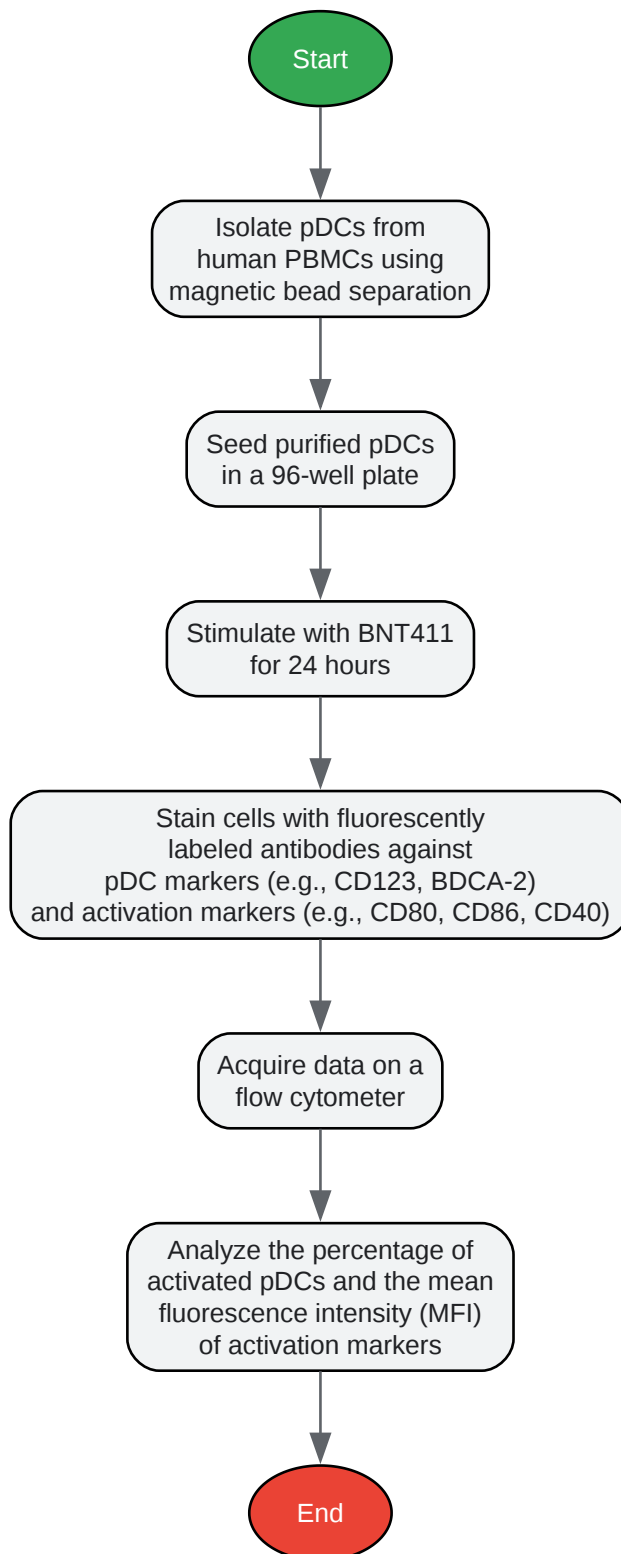 Start
Isolate pDCs from
human PBMCs using
magnetic bead separation
Seed purified pDCs
in a 96-well plate
Stimulate with BNT411
for 24 hours
Stain cells with fluorescently
labeled antibodies against
pDC markers (e.g., CD123, BDCA-2)
and activation markers (e.g., CD80, CD86, CD40)
Acquire data on a
flow cytometer
Analyze the percentage of
activated pDCs and the mean
fluorescence intensity (MFI)
of activation markers
End